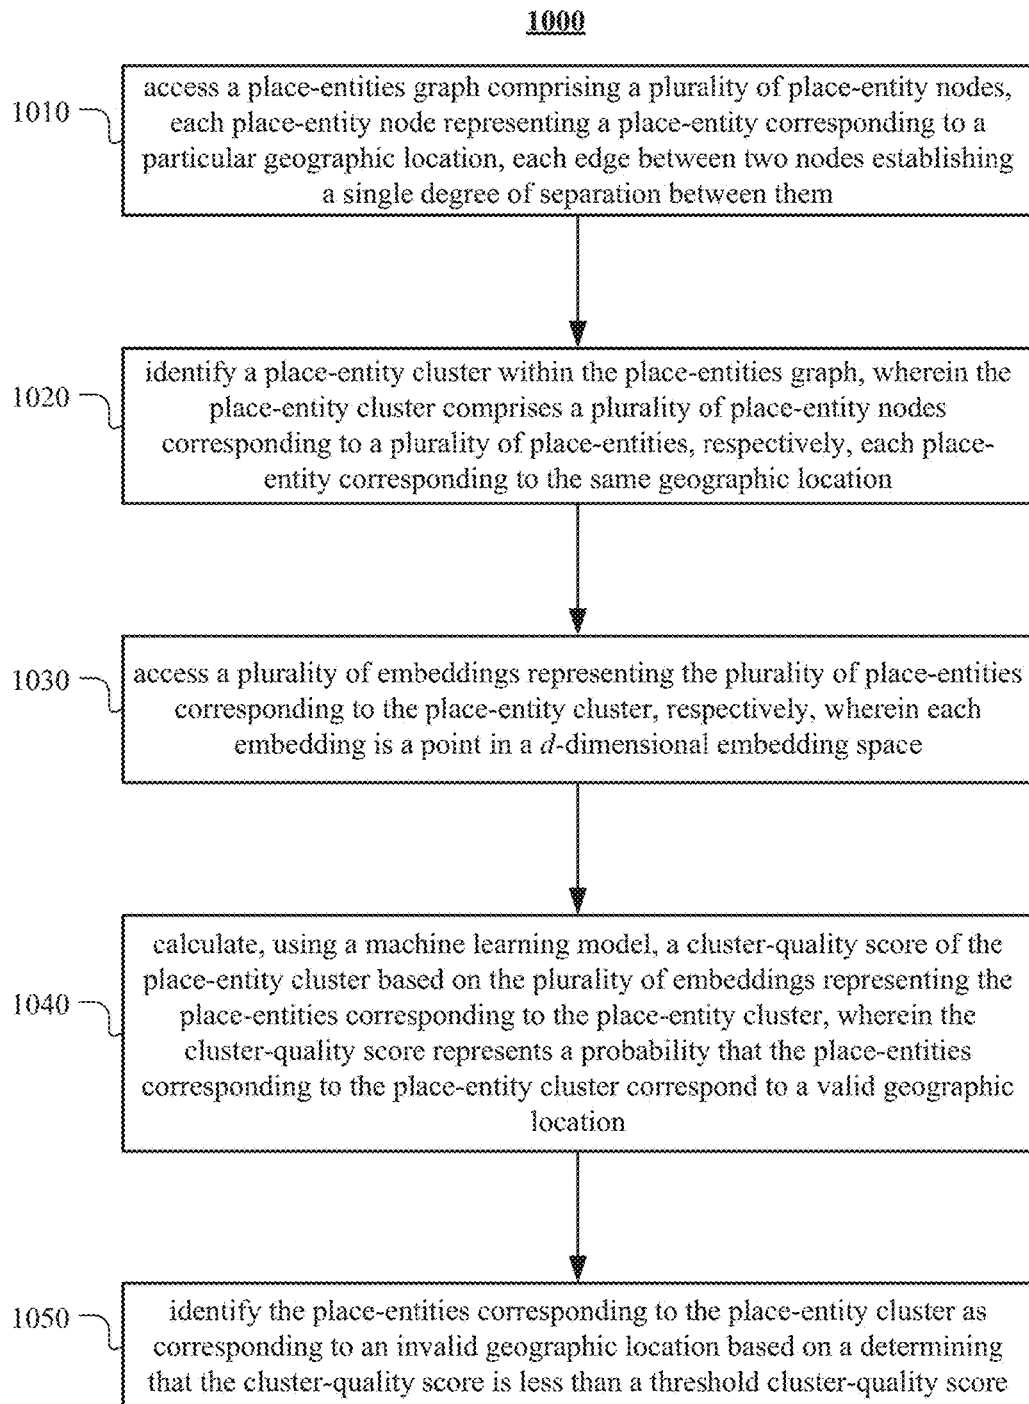 1000
1010
access a place-entities graph comprising a plurality of place-entity nodes,
each place-entity node representing a place-entity corresponding to a
particular geographic location, each edge between two nodes establishing
a single degree of separation between them
1020
identify a place-entity cluster within the place-entities graph, wherein the
place-entity cluster comprises a plurality of place-entity nodes
corresponding to a plurality of place-entities, respectively, each place-
entity corresponding to the same geographic location
1030
access a plurality of embeddings representing the plurality of place-entities
corresponding to the place-entity cluster, respectively, wherein each
embedding is a point in a d-dimensional embedding space
1040
calculate, using a machine learning model, a cluster-quality score of the
place-entity cluster based on the plurality of embeddings representing the
place-entities corresponding to the place-entity cluster, wherein the
cluster-quality score represents a probability that the place-entities
corresponding to the place-entity cluster correspond to a valid geographic
location
1050
identify the place-entities corresponding to the place-entity cluster as
corresponding to an invalid geographic location based on a determining
that the cluster-quality score is less than a threshold cluster-quality score